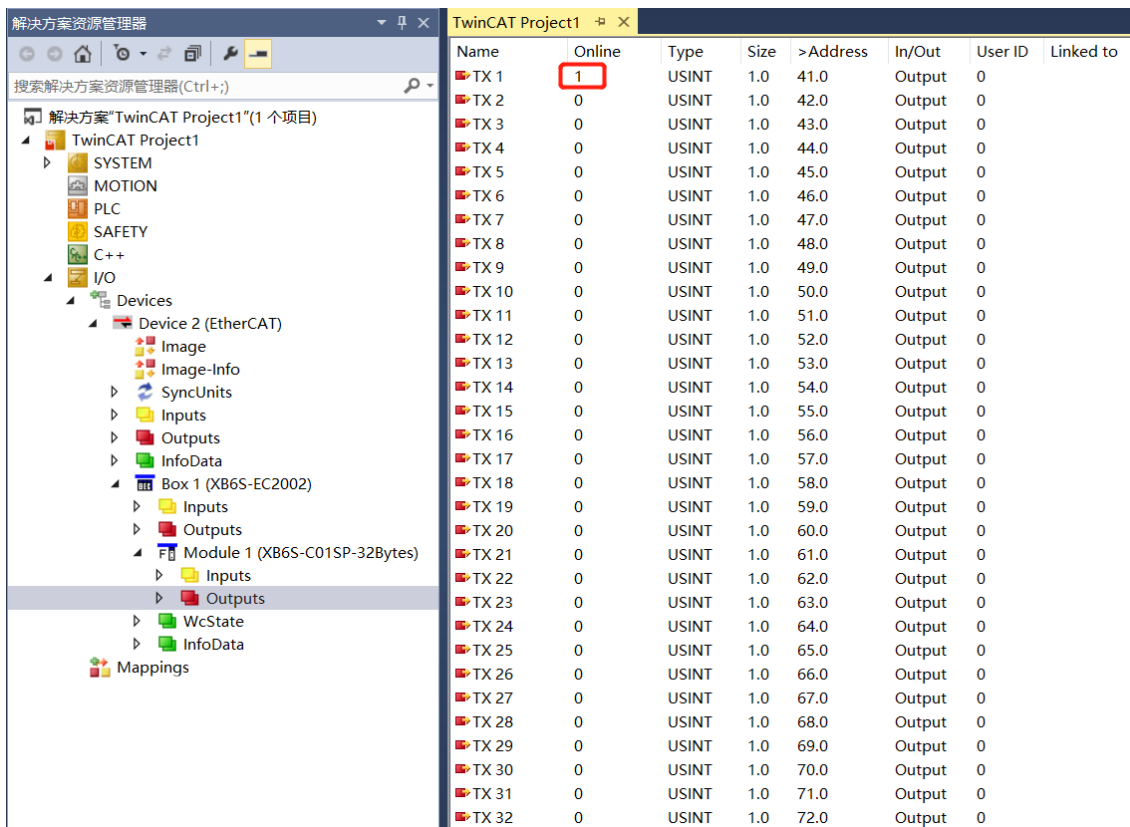 解决方案资源管理器
搜索解决方案资源管理器(Ctrl+;)
解决方案"TwinCAT Project1"(1 个项目)
TwinCAT Project1
SYSTEM
MOTION
PLC
SAFETY
C++
I/O
Devices
Device 2 (EtherCAT)
Image
Image-Info
SyncUnits
Inputs
Outputs
InfoData
Box 1 (XB6S-EC2002)
Inputs
Outputs
Module 1 (XB6S-C01SP-32Bytes)
Inputs
Outputs
WcState
InfoData
Mappings
TwinCAT Project1
Name Online Type Size >Address In/Out User ID Linked to
TX 1 1 USINT 1.0 41.0 Output 0
TX 2 0 USINT 1.0 42.0 Output 0
TX 3 0 USINT 1.0 43.0 Output 0
TX 4 0 USINT 1.0 44.0 Output 0
TX 5 0 USINT 1.0 45.0 Output 0
TX 6 0 USINT 1.0 46.0 Output 0
TX 7 0 USINT 1.0 47.0 Output 0
TX 8 0 USINT 1.0 48.0 Output 0
TX 9 0 USINT 1.0 49.0 Output 0
TX 10 0 USINT 1.0 50.0 Output 0
TX 11 0 USINT 1.0 51.0 Output 0
TX 12 0 USINT 1.0 52.0 Output 0
TX 13 0 USINT 1.0 53.0 Output 0
TX 14 0 USINT 1.0 54.0 Output 0
TX 15 0 USINT 1.0 55.0 Output 0
TX 16 0 USINT 1.0 56.0 Output 0
TX 17 0 USINT 1.0 57.0 Output 0
TX 18 0 USINT 1.0 58.0 Output 0
TX 19 0 USINT 1.0 59.0 Output 0
TX 20 0 USINT 1.0 60.0 Output 0
TX 21 0 USINT 1.0 61.0 Output 0
TX 22 0 USINT 1.0 62.0 Output 0
TX 23 0 USINT 1.0 63.0 Output 0
TX 24 0 USINT 1.0 64.0 Output 0
TX 25 0 USINT 1.0 65.0 Output 0
TX 26 0 USINT 1.0 66.0 Output 0
TX 27 0 USINT 1.0 67.0 Output 0
TX 28 0 USINT 1.0 68.0 Output 0
TX 29 0 USINT 1.0 69.0 Output 0
TX 30 0 USINT 1.0 70.0 Output 0
TX 31 0 USINT 1.0 71.0 Output 0
TX 32 0 USINT 1.0 72.0 Output 0